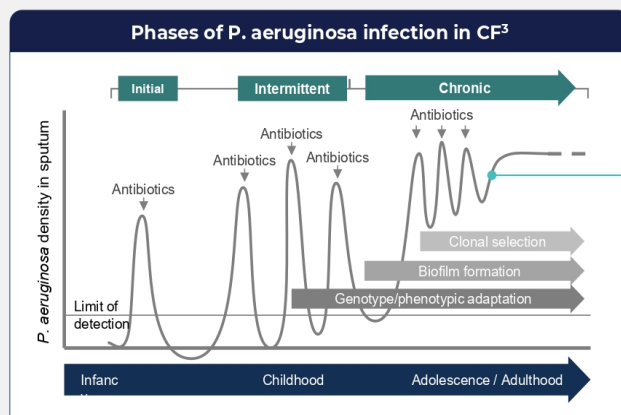 Phases of P. aeruginosa infection in CF³
Initial
Intermittent
Chronic
Antibiotics
Antibiotics
Antibiotics
Antibiotics
Antibiotics
P. aeruginosa density in sputum
Clonal selection
Biofilm formation
Genotype/phenotypic adaptation
Limit of
detection
Infanc
Childhood
Adolescence / Adulthood